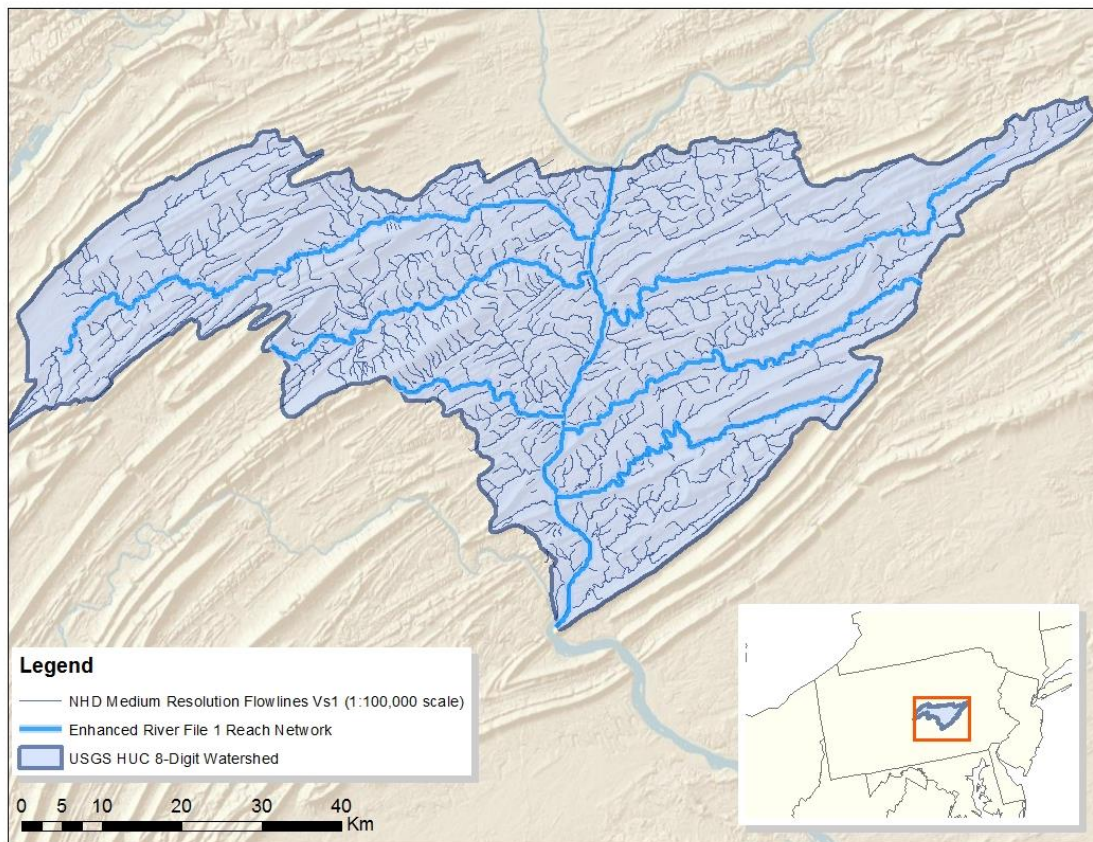 Legend
NHD Medium Resolution Flowlines Vs1 (1:100,000 scale)
Enhanced River File 1 Reach Network
USGS HUC 8-Digit Watershed
0 5 10 20 30 40
Km